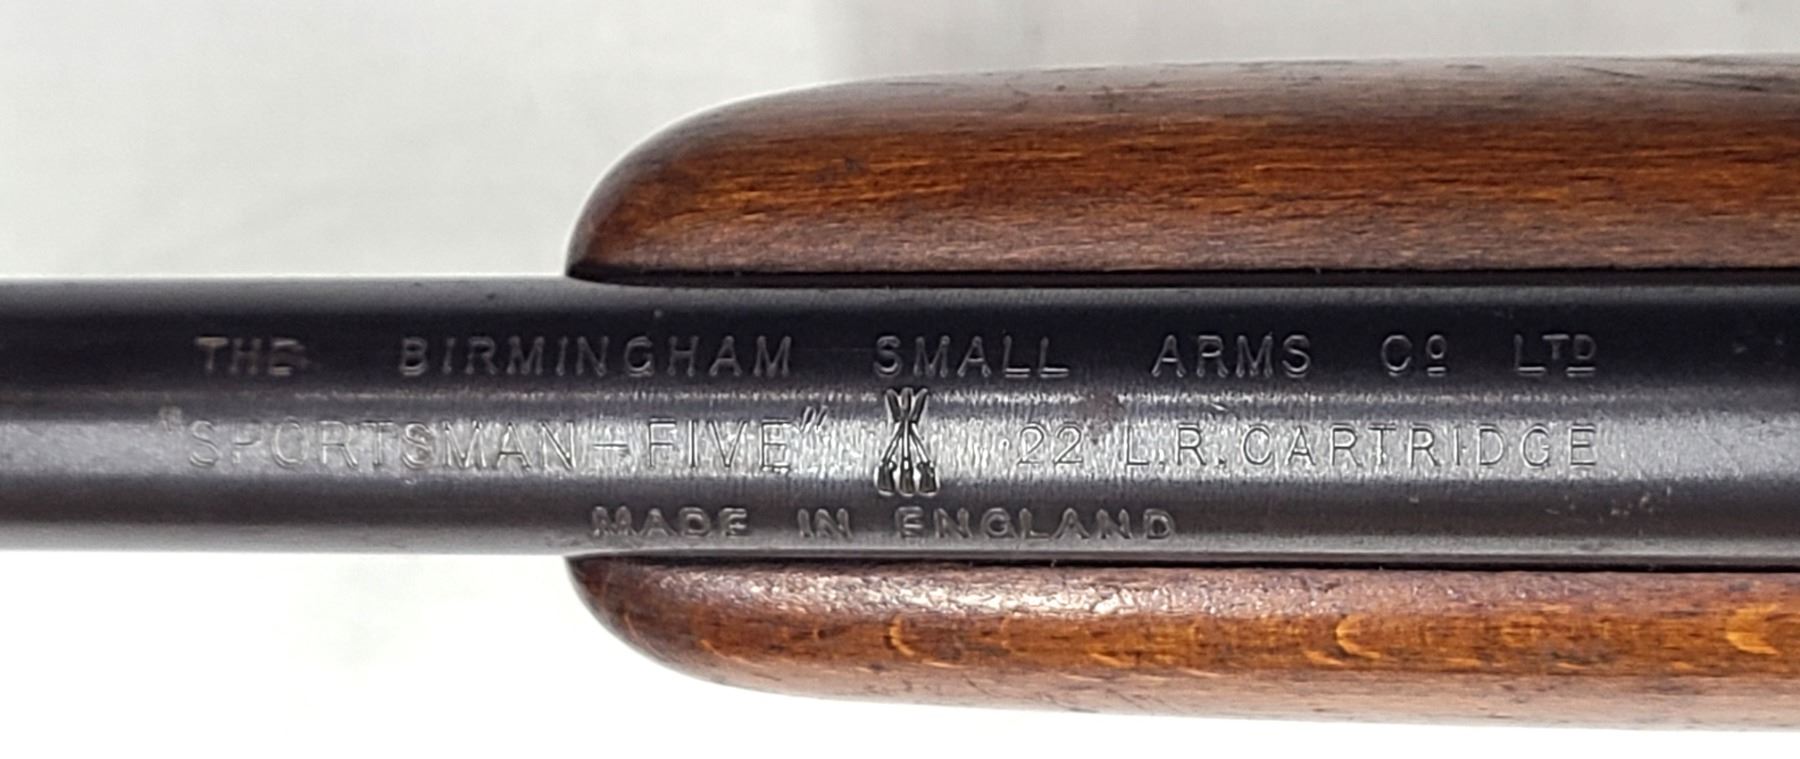 THE BIRMINGHAM SMALL ARMS Cº LTD
"SPORTSMAN-FIVE" .22 L.R. CARTRIDGE
MADE IN ENGLAND